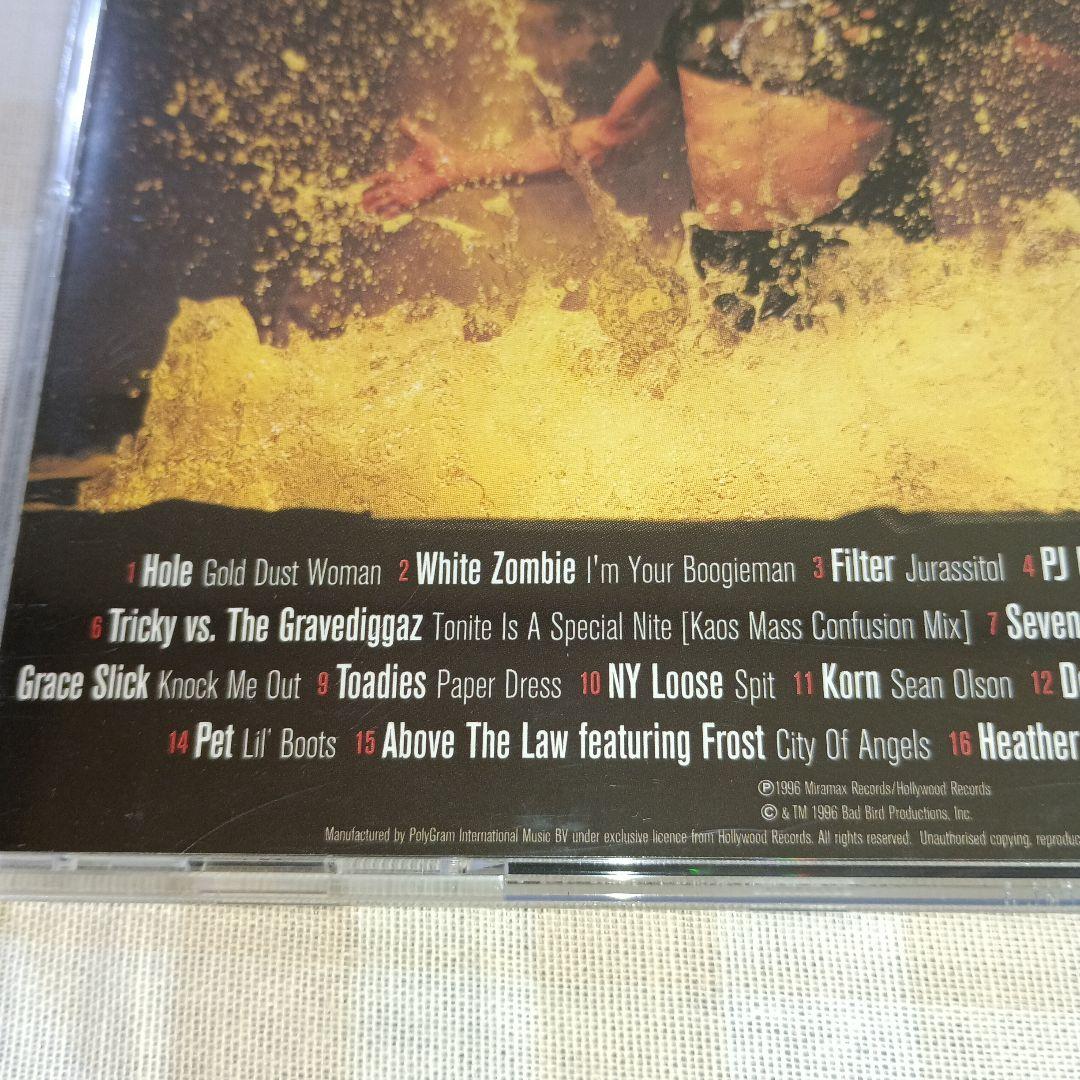 1 Hole Gold Dust Woman 2 White Zombie I'm Your Boogieman 3 Filter Jurassitol 4 PJ
6 Tricky vs. The Gravediggaz Tonite Is A Special Nite [Kaos Mass Confusion Mix] 7 Seven
Grace Slick Knock Me Out 9 Toadies Paper Dress 10 NY Loose Spit 11 Korn Sean Olson 12
14 Pet Lil' Boots 15 Above The Law featuring Frost City Of Angels 16 Heather
℗1996 Miramax Records/Hollywood Records
© & TM 1996 Bad Bird Productions, Inc.
Manufactured by PolyGram International Music BV under exclusive licence from Hollywood Records. All rights reserved. Unauthorised copying, reproduc